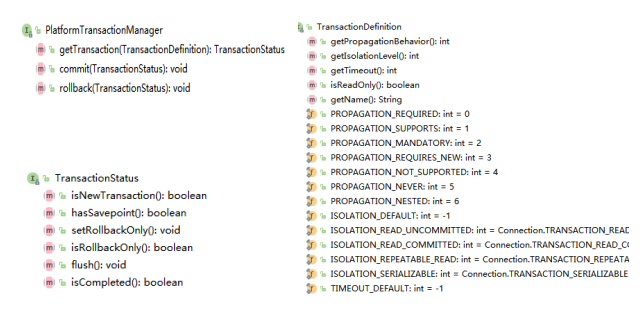 PlatformTransactionManager
getTransaction(TransactionDefinition): TransactionStatus
commit(TransactionStatus): void
rollback(TransactionStatus): void
TransactionStatus
isNewTransaction(): boolean
hasSavepoint(): boolean
setRollbackOnly(): void
isRollbackOnly(): boolean
flush(): void
isCompleted(): boolean
TransactionDefinition
getPropagationBehavior(): int
getIsolationLevel(): int
getTimeout(): int
isReadOnly(): boolean
getName(): String
PROPAGATION_REQUIRED: int = 0
PROPAGATION_SUPPORTS: int = 1
PROPAGATION_MANDATORY: int = 2
PROPAGATION_REQUIRES_NEW: int = 3
PROPAGATION_NOT_SUPPORTED: int = 4
PROPAGATION_NEVER: int = 5
PROPAGATION_NESTED: int = 6
ISOLATION_DEFAULT: int = -1
ISOLATION_READ_UNCOMMITTED: int = Connection.TRANSACTION_READ
ISOLATION_READ_COMMITTED: int = Connection.TRANSACTION_READ_CO
ISOLATION_REPEATABLE_READ: int = Connection.TRANSACTION_REPEATA
ISOLATION_SERIALIZABLE: int = Connection.TRANSACTION_SERIALIZABLE
TIMEOUT_DEFAULT: int = -1